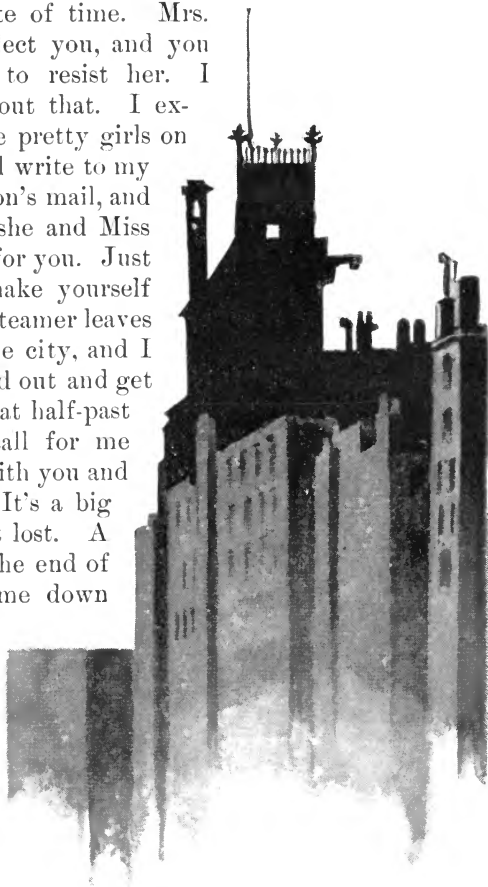 te of time. Mrs.
ect you, and you
to resist her. I
out that. I ex-
e pretty girls on
l write to my
on's mail, and
she and Miss
for you. Just
nake yourself
teamer leaves
e city, and I
d out and get
at half-past
all for me
ith you and
It's a big
t lost. A
he end of
me down